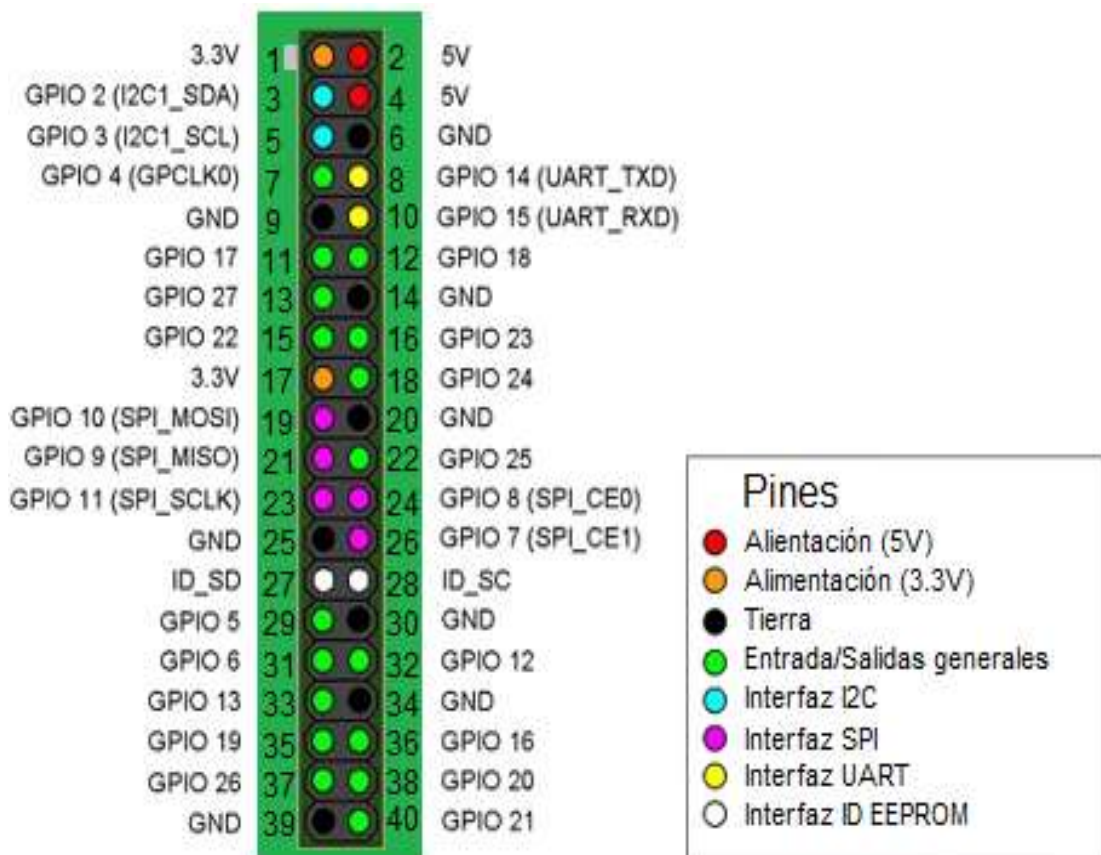 3.3V 1 2 5V
GPIO 2 (I2C1_SDA) 3 4 5V
GPIO 3 (I2C1_SCL) 5 6 GND
GPIO 4 (GPCLK0) 7 8 GPIO 14 (UART_TXD)
GND 9 10 GPIO 15 (UART_RXD)
GPIO 17 11 12 GPIO 18
GPIO 27 13 14 GND
GPIO 22 15 16 GPIO 23
3.3V 17 18 GPIO 24
GPIO 10 (SPI_MOSI) 19 20 GND
GPIO 9 (SPI_MISO) 21 22 GPIO 25
GPIO 11 (SPI_SCLK) 23 24 GPIO 8 (SPI_CE0)
GND 25 26 GPIO 7 (SPI_CE1)
ID_SD 27 28 ID_SC
GPIO 5 29 30 GND
GPIO 6 31 32 GPIO 12
GPIO 13 33 34 GND
GPIO 19 35 36 GPIO 16
GPIO 26 37 38 GPIO 20
GND 39 40 GPIO 21
Pines
Alientación (5V)
Alimentación (3.3V)
Tierra
Entrada/Salidas generales
Interfaz I2C
Interfaz SPI
Interfaz UART
Interfaz ID EEPROM